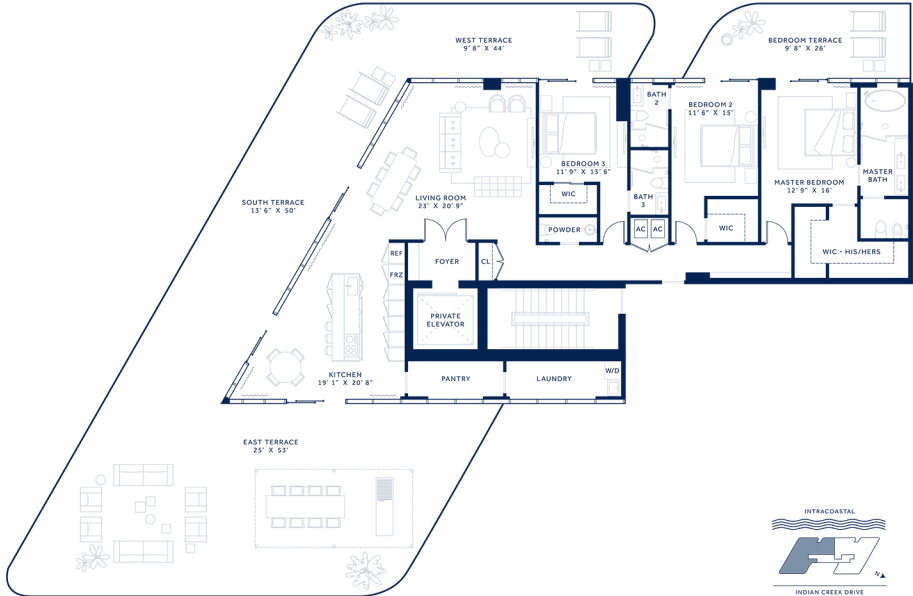 WEST TERRACE
9' 8" X 44'
BEDROOM TERRACE
9' 8" X 26'
BATH
2
BEDROOM 2
11' 6" X 15'
BEDROOM 3
11' 9" X 13' 6"
MASTER
BATH
MASTER BEDROOM
12' 9" X 16'
WIC
BATH
3
LIVING ROOM
23' X 20' 9"
SOUTH TERRACE
13' 6" X 50'
POWDER
AC
AC
WIC
WIC - HIS/HERS
REF
FOYER
CL
FRZ
PRIVATE
ELEVATOR
KITCHEN
19' 1" X 20' 8"
PANTRY
LAUNDRY
W/D
EAST TERRACE
25' X 53'
INTRACOASTAL
N
INDIAN CREEK DRIVE